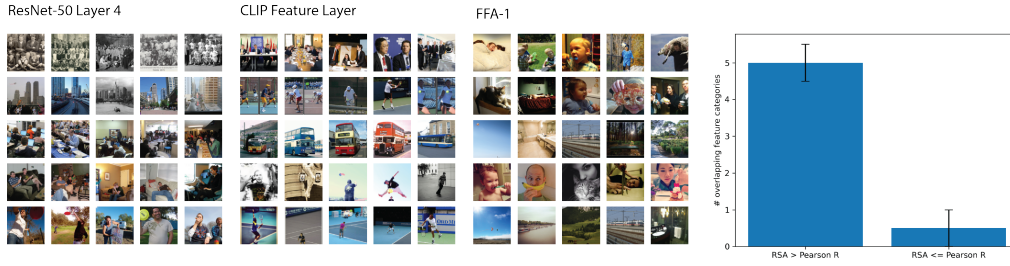 ResNet-50 Layer 4
CLIP Feature Layer
FFA-1
# overlapping feature categories
5
4
3
2
1
0
RSA > Pearson R
RSA <= Pearson R